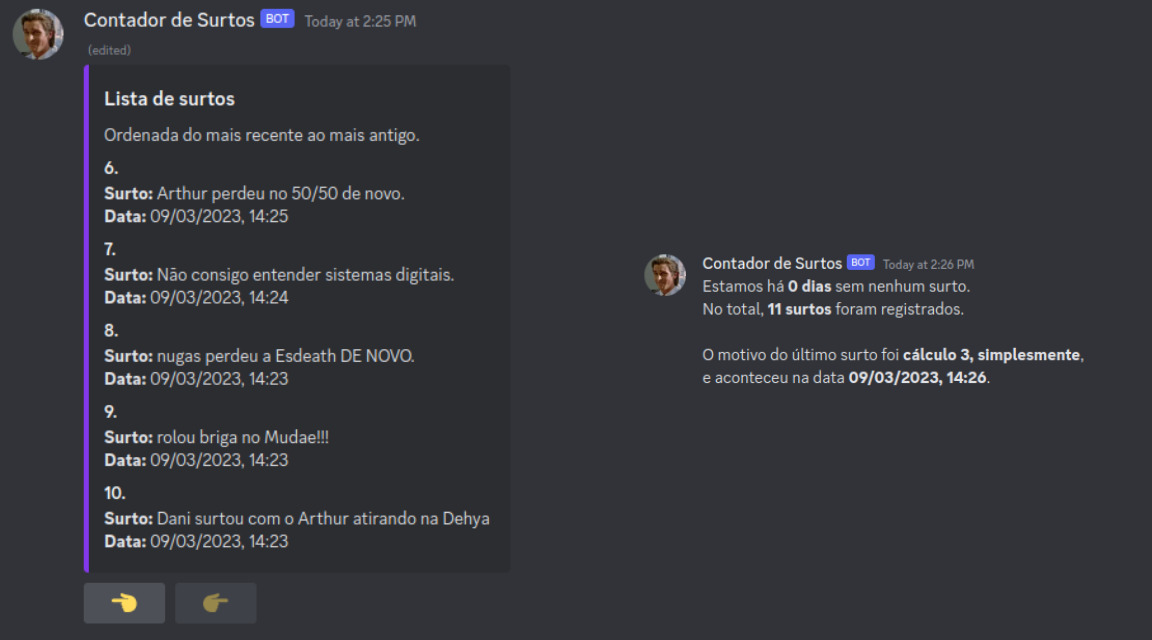 Contador de Surtos BOT Today at 2:25 PM
(edited)
Lista de surtos
Ordenada do mais recente ao mais antigo.
6.
Surto: Arthur perdeu no 50/50 de novo.
Data: 09/03/2023, 14:25
7.
Surto: Não consigo entender sistemas digitais.
Data: 09/03/2023, 14:24
8.
Surto: nugas perdeu a Esdeath DE NOVO.
Data: 09/03/2023, 14:23
9.
Surto: rolou briga no Mudae!!!
Data: 09/03/2023, 14:23
10.
Surto: Dani surtou com o Arthur atirando na Dehya
Data: 09/03/2023, 14:23
Contador de Surtos BOT Today at 2:26 PM
Estamos há 0 dias sem nenhum surto.
No total, 11 surtos foram registrados.
O motivo do último surto foi cálculo 3, simplesmente,
e aconteceu na data 09/03/2023, 14:26.